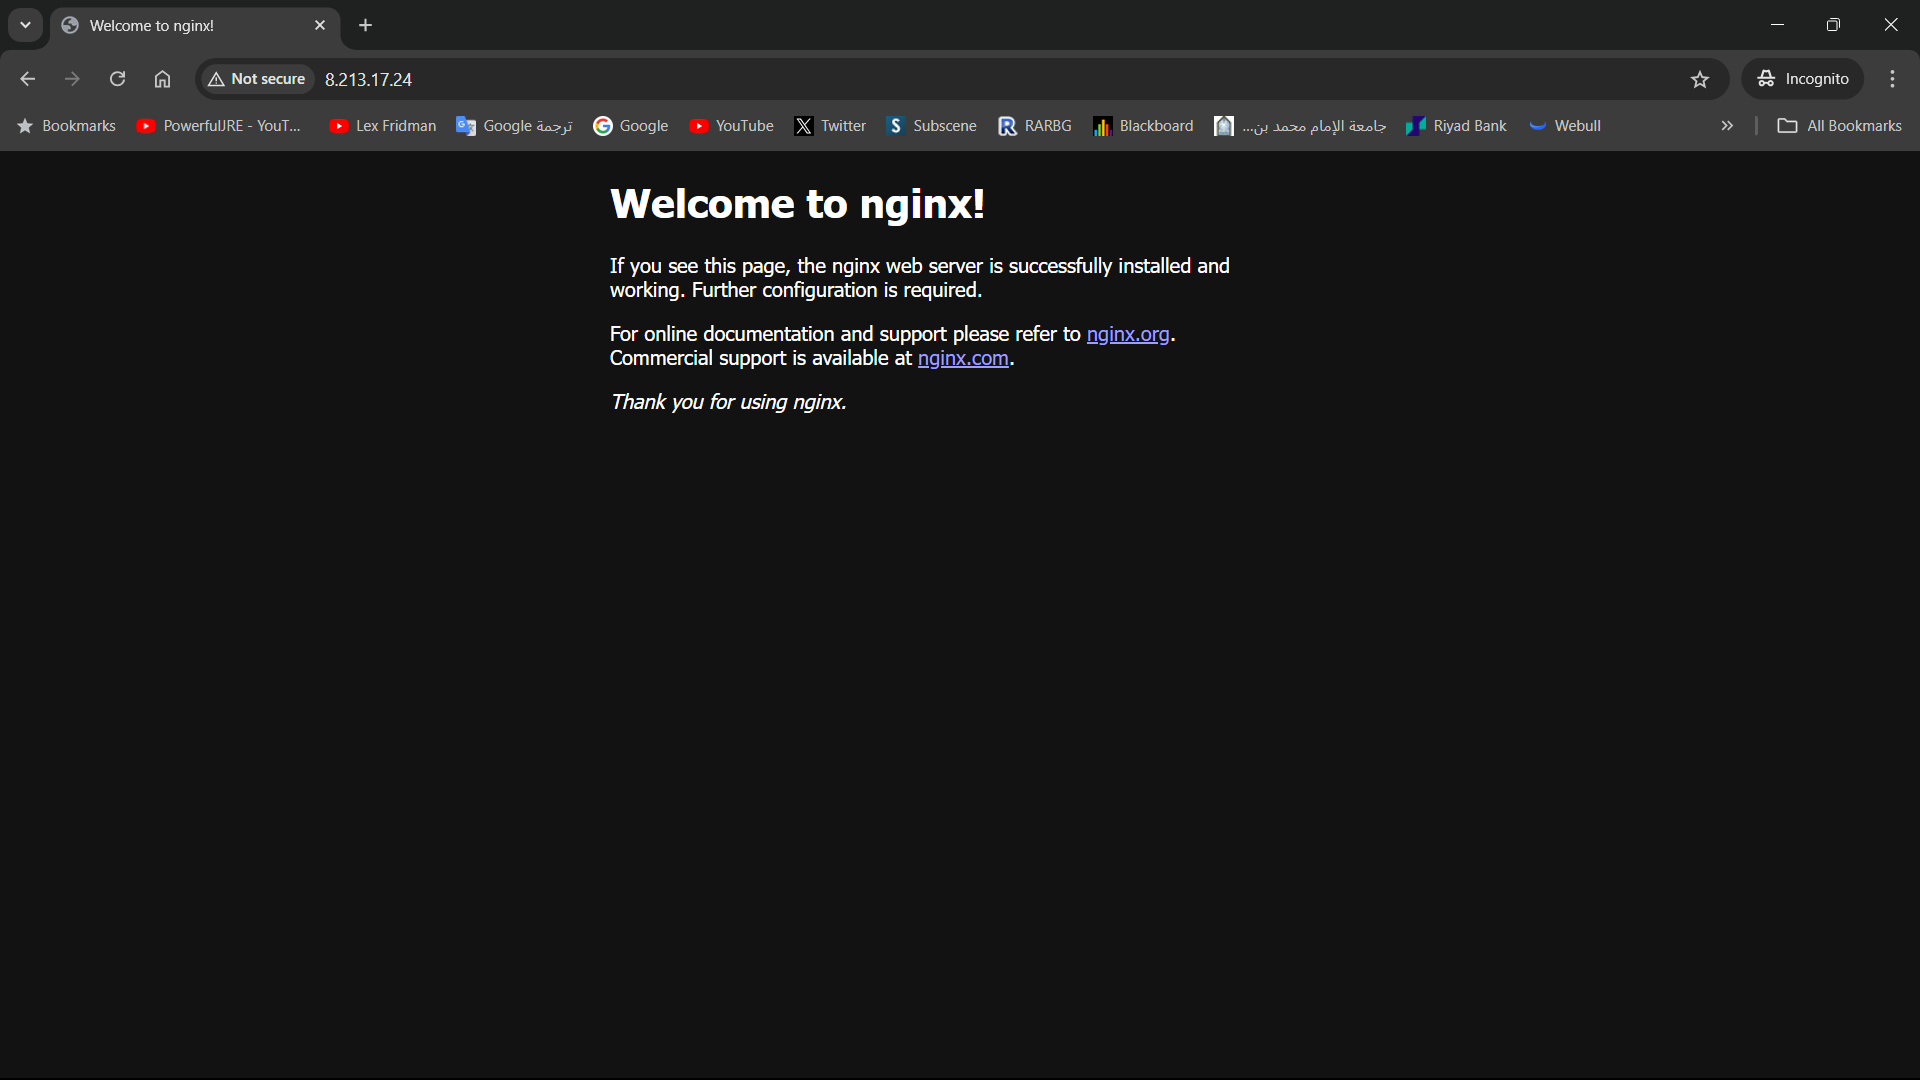 Welcome to nginx!
Not secure 8.213.17.24 Incognito
Bookmarks PowerfulJRE - YouT... Lex Fridman Google ترجمة Google YouTube Twitter Subscene RARBG Blackboard جامعة الإمام محمد بن... Riyad Bank Webull All Bookmarks
Welcome to nginx!
If you see this page, the nginx web server is successfully installed and
working. Further configuration is required.
For online documentation and support please refer to nginx.org.
Commercial support is available at nginx.com.
Thank you for using nginx.